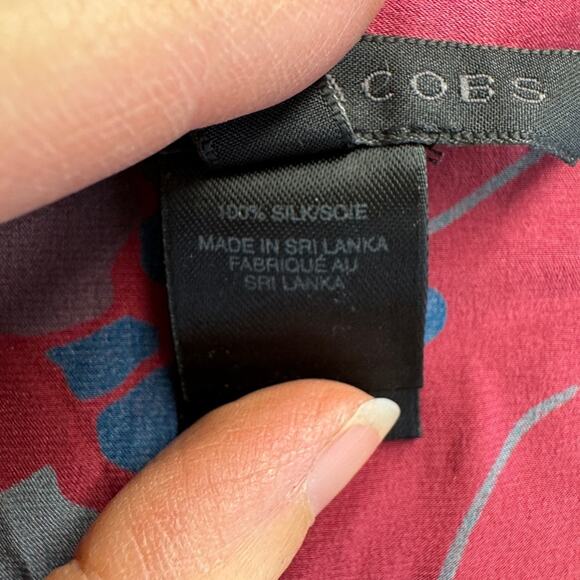 COBS
100% SILK/SOIE
MADE IN SRI LANKA
FABRIQUÉ AU
SRI LANKA